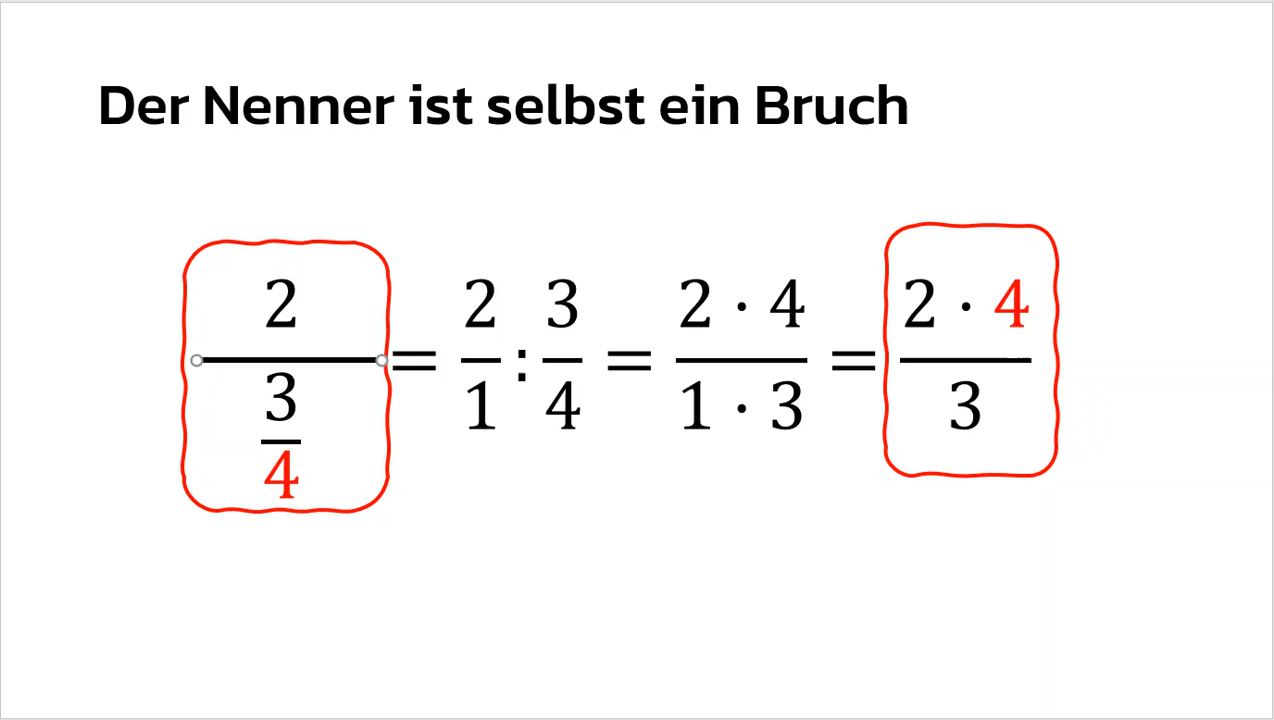 Der Nenner ist selbst ein Bruch
2/(3/4) = 2/1 : 3/4 = (2 · 4)/(1 · 3) = (2 · 4)/3